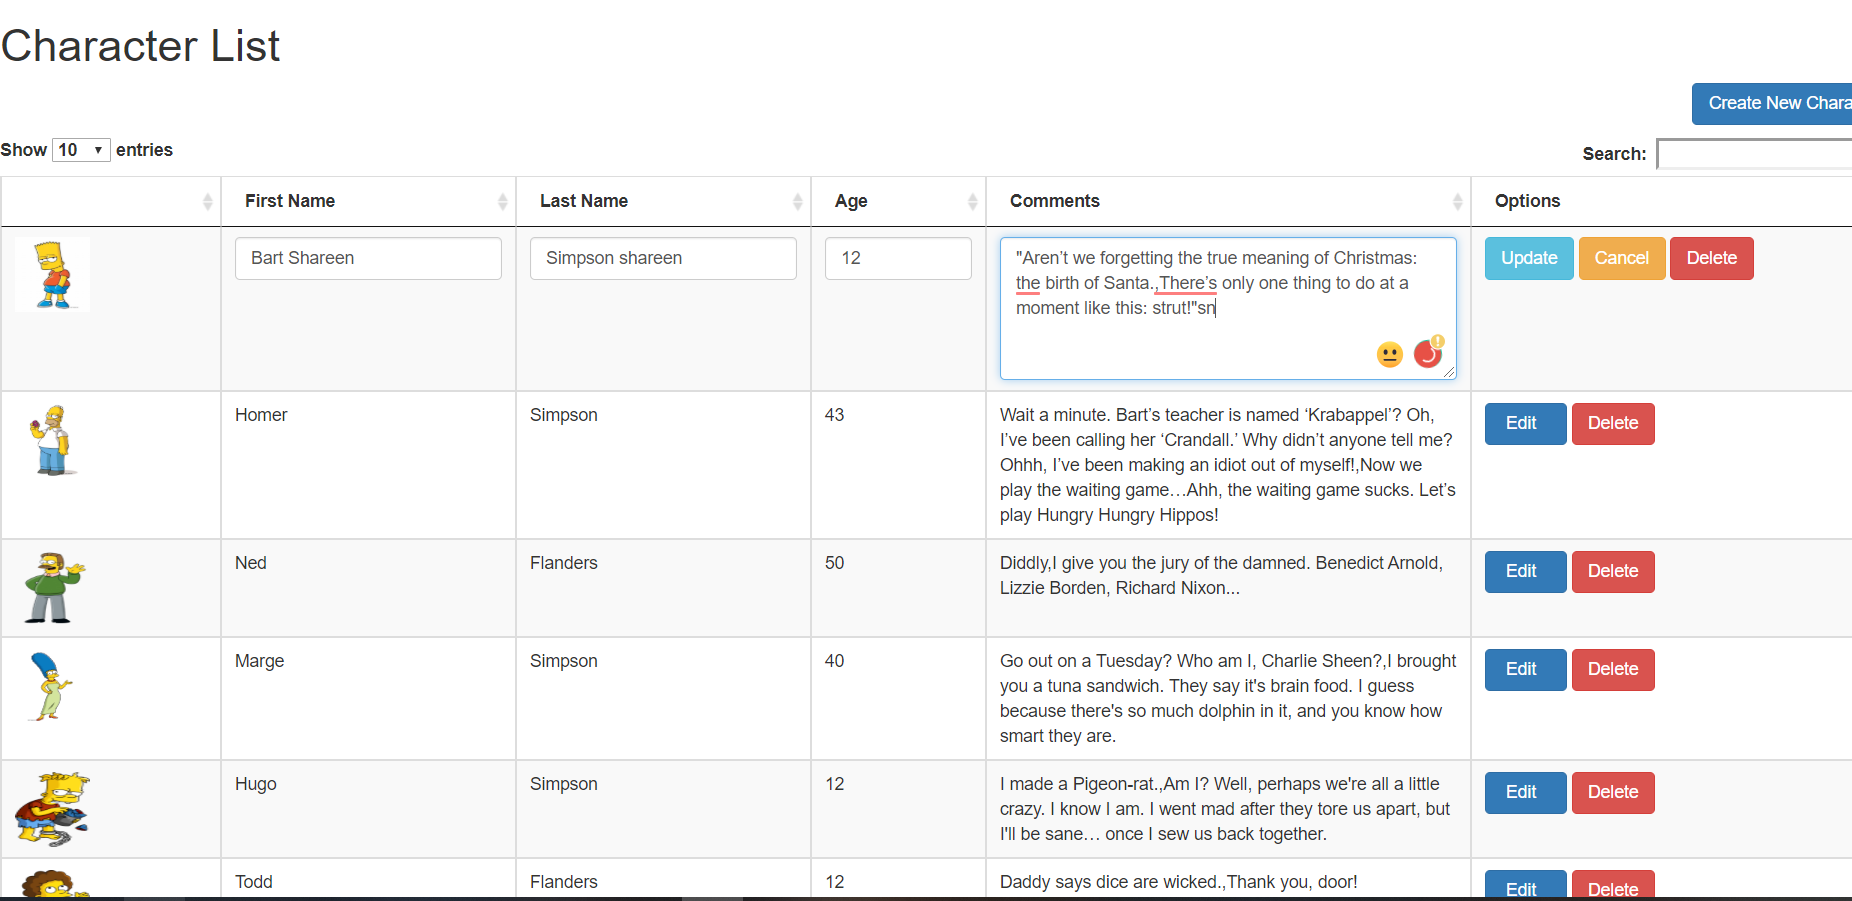 Character List
Create New Chara
Show 10 entries
Search:
First Name
Last Name
Age
Comments
Options
Bart Shareen
Simpson shareen
12
"Aren’t we forgetting the true meaning of Christmas:
the birth of Santa.,There’s only one thing to do at a
moment like this: strut!"sn
Update
Cancel
Delete
Homer
Simpson
43
Wait a minute. Bart’s teacher is named ‘Krabappel’? Oh,
I’ve been calling her ‘Crandall.’ Why didn’t anyone tell me?
Ohhh, I’ve been making an idiot out of myself!,Now we
play the waiting game…Ahh, the waiting game sucks. Let’s
play Hungry Hungry Hippos!
Edit
Delete
Ned
Flanders
50
Diddly,I give you the jury of the damned. Benedict Arnold,
Lizzie Borden, Richard Nixon...
Edit
Delete
Marge
Simpson
40
Go out on a Tuesday? Who am I, Charlie Sheen?,I brought
you a tuna sandwich. They say it's brain food. I guess
because there's so much dolphin in it, and you know how
smart they are.
Edit
Delete
Hugo
Simpson
12
I made a Pigeon-rat.,Am I? Well, perhaps we're all a little
crazy. I know I am. I went mad after they tore us apart, but
I'll be sane… once I sew us back together.
Edit
Delete
Todd
Flanders
12
Daddy says dice are wicked.,Thank you, door!
Edit
Delete